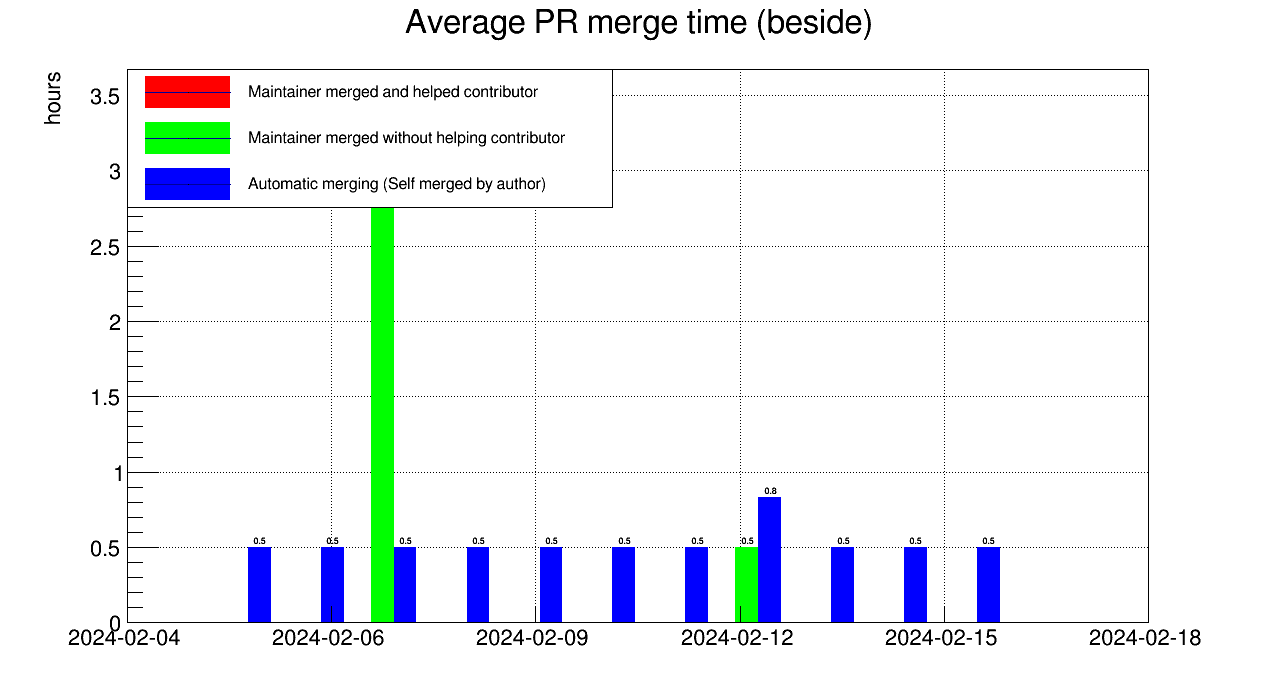 Average PR merge time (beside)
hours
Maintainer merged and helped contributor
Maintainer merged without helping contributor
Automatic merging (Self merged by author)
3.5
3
2.5
2
1.5
1
0.5
0
0.5 0.5 0.5 0.5 0.5 0.5 0.5 0.5 0.8 0.5 0.5 0.5
2024-02-04 2024-02-06 2024-02-09 2024-02-12 2024-02-15 2024-02-18